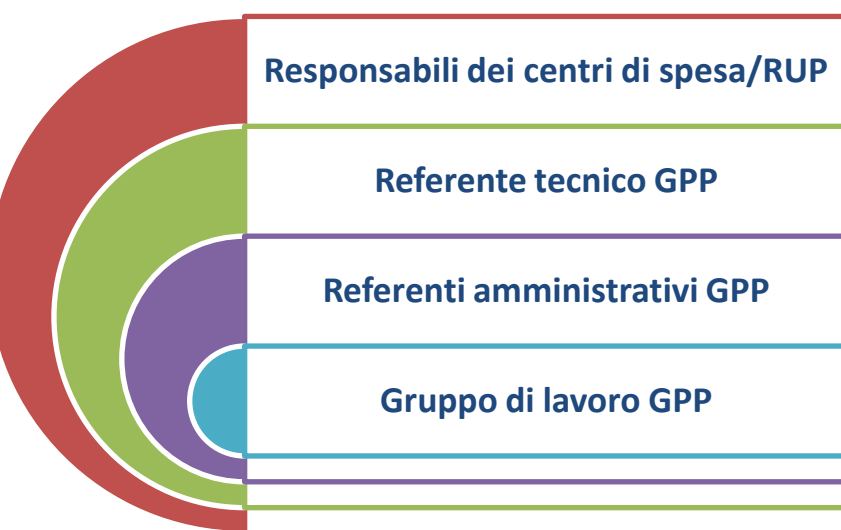 Responsabili dei centri di spesa/RUP
Referente tecnico GPP
Referenti amministrativi GPP
Gruppo di lavoro GPP